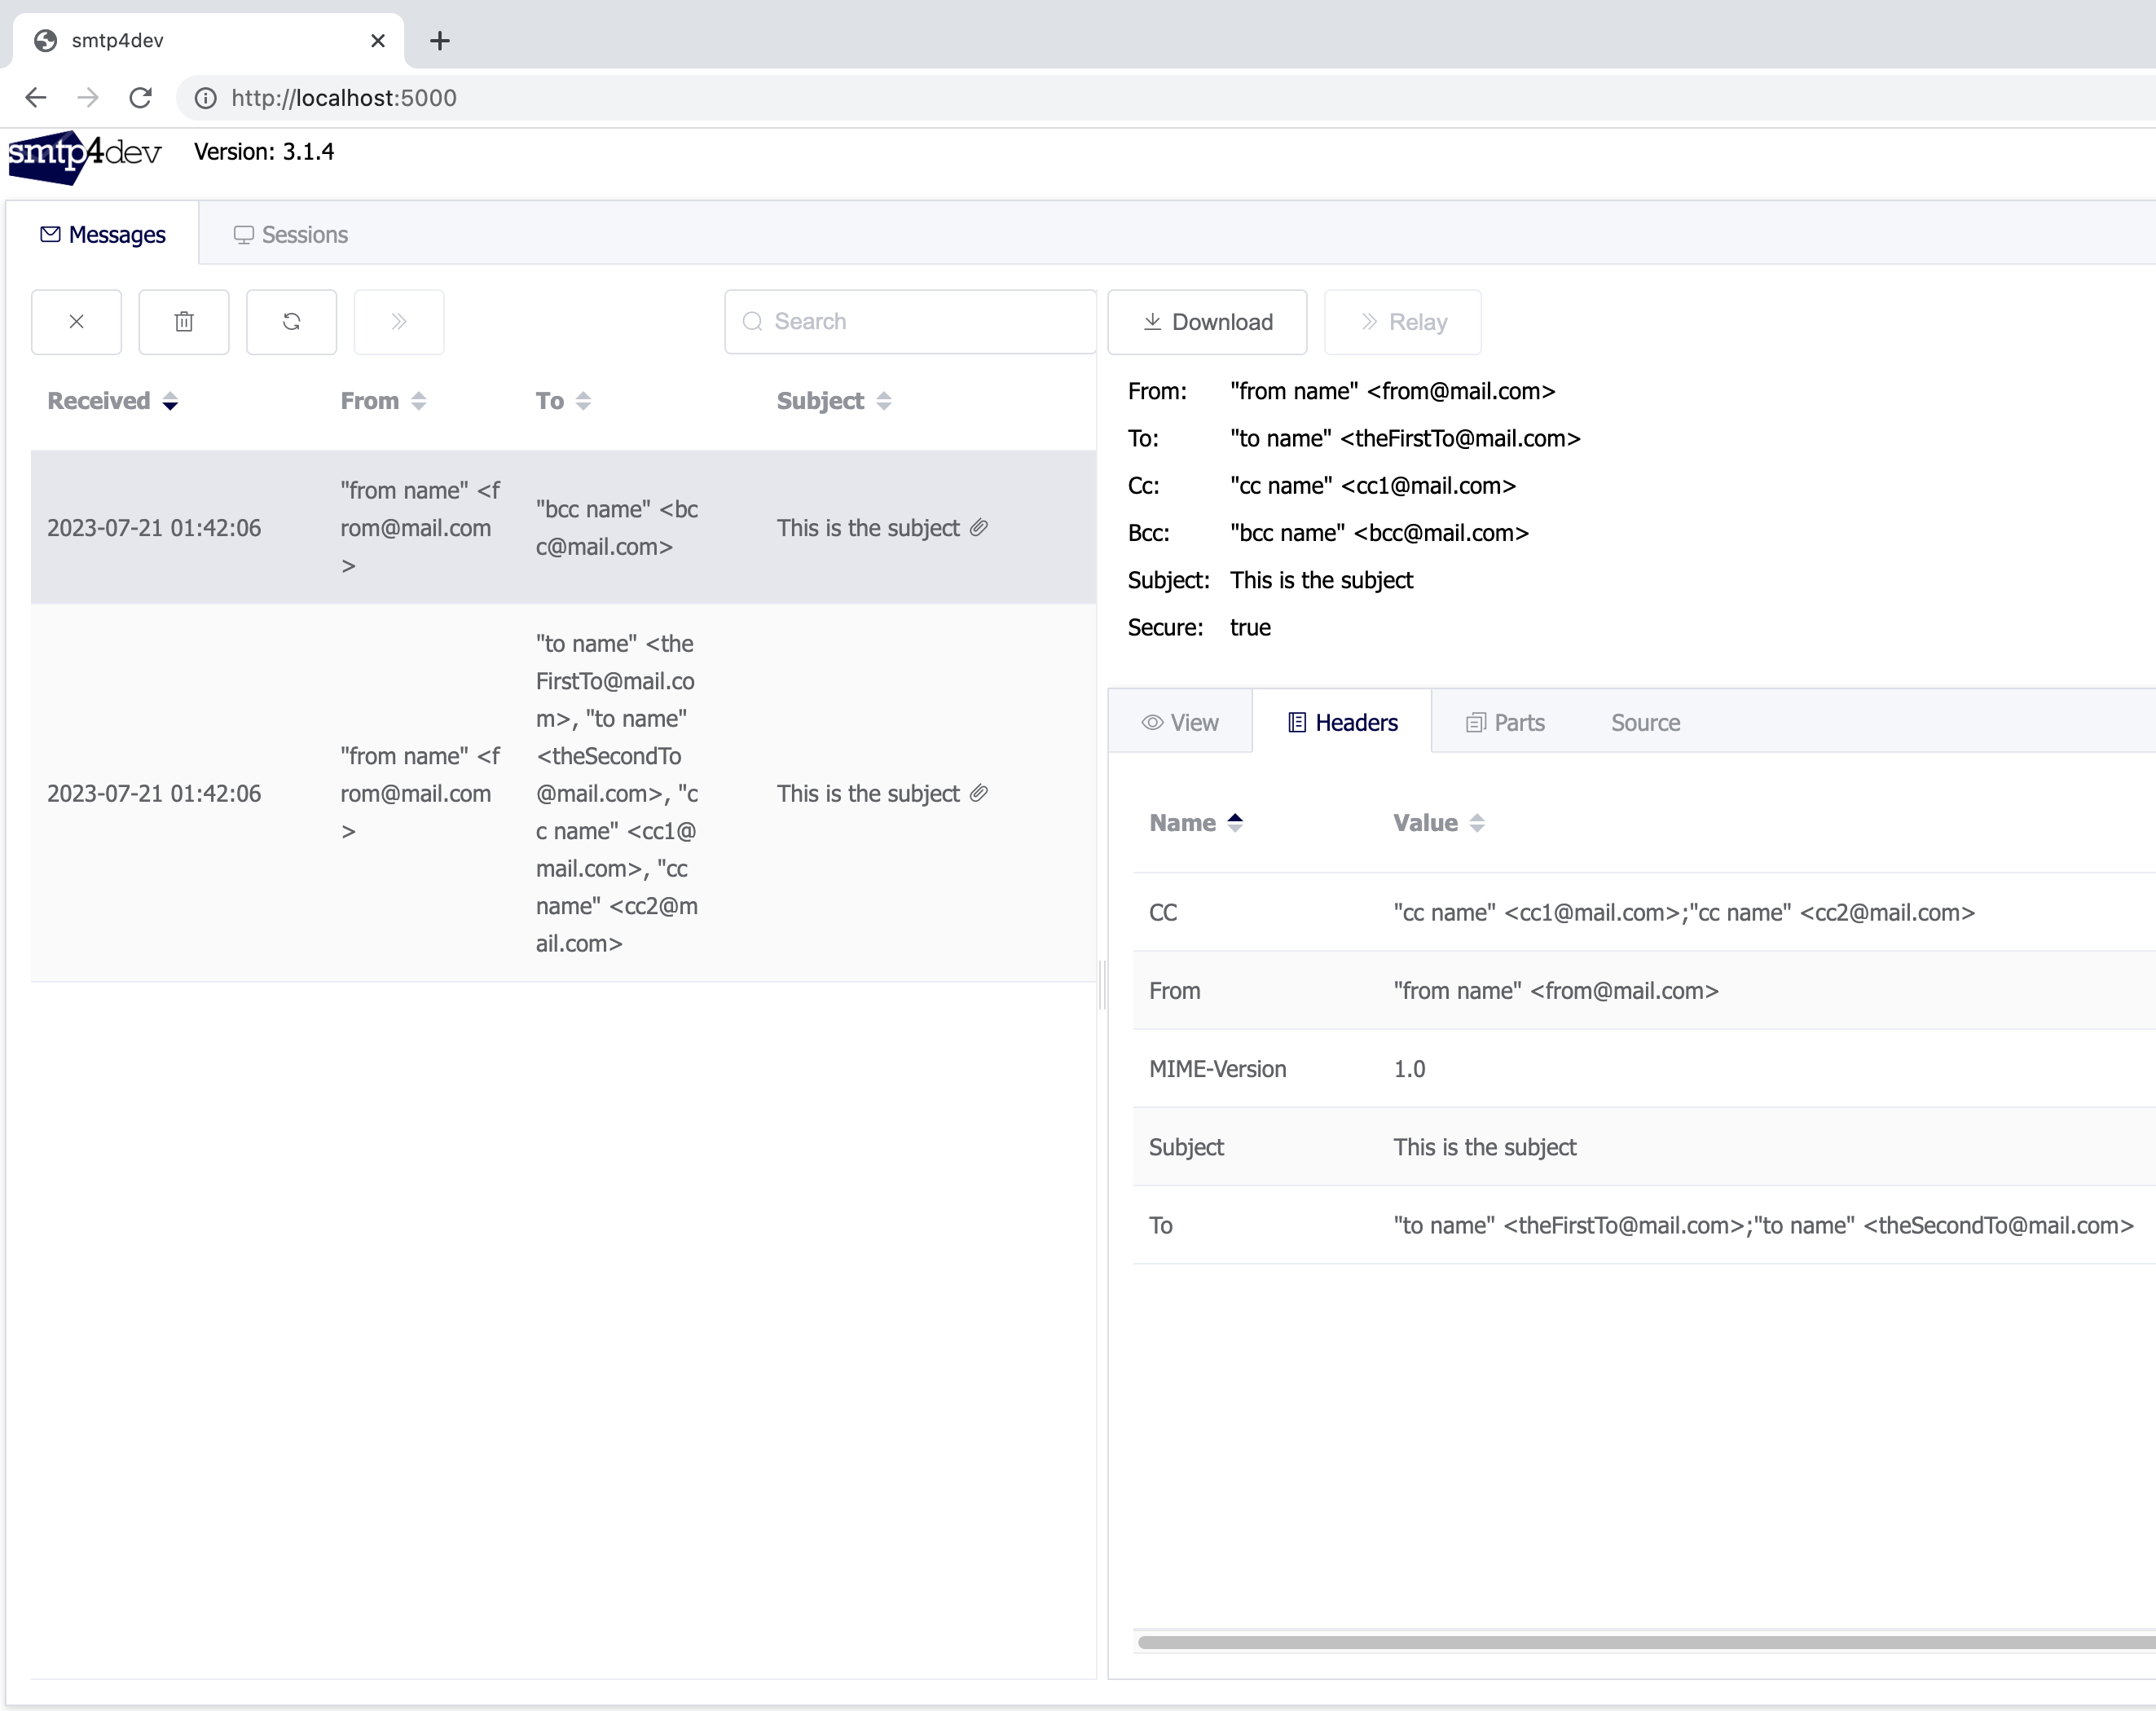 smtp4dev
http://localhost:5000
smtp4dev Version: 3.1.4
Messages Sessions
Search Download Relay
Received From To Subject
2023-07-21 01:42:06
"from name" <f
rom@mail.com
>
"bcc name" <bc
c@mail.com>
This is the subject
2023-07-21 01:42:06
"from name" <f
rom@mail.com
>
"to name" <the
FirstTo@mail.co
m>, "to name"
<theSecondTo
@mail.com>, "c
c name" <cc1@
mail.com>, "cc
name" <cc2@m
ail.com>
This is the subject
From: "from name" <from@mail.com>
To: "to name" <theFirstTo@mail.com>
Cc: "cc name" <cc1@mail.com>
Bcc: "bcc name" <bcc@mail.com>
Subject: This is the subject
Secure: true
View Headers Parts Source
Name Value
CC "cc name" <cc1@mail.com>;"cc name" <cc2@mail.com>
From "from name" <from@mail.com>
MIME-Version 1.0
Subject This is the subject
To "to name" <theFirstTo@mail.com>;"to name" <theSecondTo@mail.com>